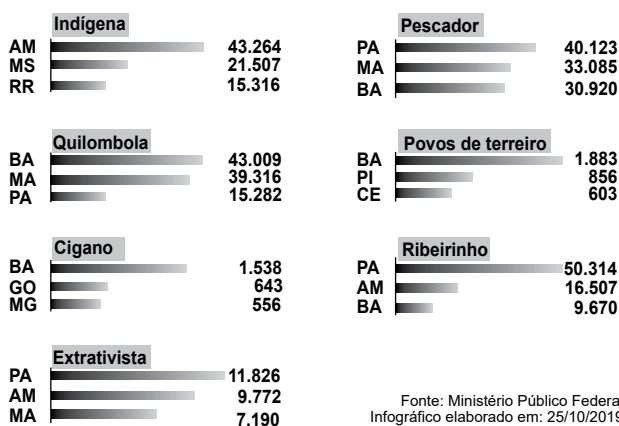 Indígena
AM 43.264
MS 21.507
RR 15.316
Pescador
PA 40.123
MA 33.085
BA 30.920
Quilombola
BA 43.009
MA 39.316
PA 15.282
Povos de terreiro
BA 1.883
PI 856
CE 603
Cigano
BA 1.538
GO 643
MG 556
Ribeirinho
PA 50.314
AM 16.507
BA 9.670
Extrativista
PA 11.826
AM 9.772
MA 7.190
Fonte: Ministério Público Federa
Infográfico elaborado em: 25/10/2019